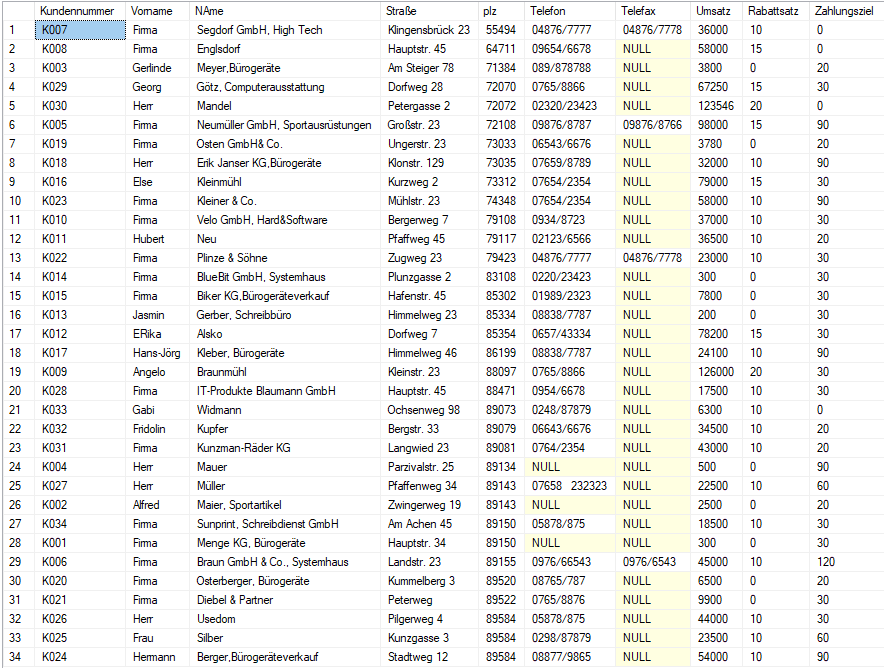 Kundennummer Vorname NAme Straße plz Telefon Telefax Umsatz Rabattsatz Zahlungsziel
1 K007 Firma Segdorf GmbH, High Tech Klingensbrück 23 55494 04876/7777 04876/7778 36000 10 0
2 K008 Firma Englsdorf Hauptstr. 45 64711 09654/6678 NULL 58000 15 0
3 K003 Gerlinde Meyer,Bürogeräte Am Steiger 78 71384 089/878788 NULL 3800 0 20
4 K029 Georg Götz, Computerausstattung Dorfweg 28 72070 0765/8866 NULL 67250 15 30
5 K030 Herr Mandel Petergasse 2 72072 02320/23423 NULL 123546 20 0
6 K005 Firma Neumüller GmbH, Sportausrüstungen Großstr. 23 72108 09876/8787 09876/8766 98000 15 90
7 K019 Firma Osten GmbH& Co. Ungerstr. 23 73033 06543/6676 NULL 3780 0 20
8 K018 Herr Erik Janser KG,Bürogeräte Klonstr. 129 73035 07659/8789 NULL 32000 10 90
9 K016 Else Kleinmühl Kurzweg 2 73312 07654/2354 NULL 79000 15 30
10 K023 Firma Kleiner & Co. Mühlstr. 23 74348 07654/2354 NULL 58000 10 90
11 K010 Firma Velo GmbH, Hard&Software Bergerweg 7 79108 0934/8723 NULL 37000 10 30
12 K011 Hubert Neu Pfaffweg 45 79117 02123/6566 NULL 36500 10 20
13 K022 Firma Plinze & Söhne Zugweg 23 79423 04876/7777 04876/7778 23000 10 30
14 K014 Firma BlueBit GmbH, Systemhaus Plunzgasse 2 83108 0220/23423 NULL 300 0 30
15 K015 Firma Biker KG,Bürogeräteverkauf Hafenstr. 45 85302 01989/2323 NULL 7800 0 30
16 K013 Jasmin Gerber, Schreibbüro Himmelweg 23 85334 08838/7787 NULL 200 0 30
17 K012 ERika Alsko Dorfweg 7 85354 0657/43334 NULL 78200 15 30
18 K017 Hans-Jörg Kleber, Bürogeräte Himmelweg 46 86199 08838/7787 NULL 24100 10 90
19 K009 Angelo Braunmühl Kleinstr. 23 88097 0765/8866 NULL 126000 20 30
20 K028 Firma IT-Produkte Blaumann GmbH Hauptstr. 45 88471 0954/6678 NULL 17500 10 30
21 K033 Gabi Widmann Ochsenweg 98 89073 0248/87879 NULL 6300 10 0
22 K032 Fridolin Kupfer Bergstr. 33 89079 06643/6676 NULL 34500 10 20
23 K031 Firma Kunzman-Räder KG Langwied 23 89081 0764/2354 NULL 43000 10 20
24 K004 Herr Mauer Parzivalstr. 25 89134 NULL NULL 500 0 90
25 K027 Herr Müller Pfaffenweg 34 89143 07658 232323 NULL 22500 10 60
26 K002 Alfred Maier, Sportartikel Zwingerweg 19 89143 NULL NULL 2500 0 20
27 K034 Firma Sunprint, Schreibdienst GmbH Am Achen 45 89150 05878/875 NULL 18500 10 30
28 K001 Firma Menge KG, Bürogeräte Hauptstr. 34 89150 NULL NULL 300 0 30
29 K006 Firma Braun GmbH & Co., Systemhaus Landstr. 23 89155 0976/66543 0976/6543 45000 10 120
30 K020 Firma Osterberger, Bürogeräte Kummelberg 3 89520 08765/787 NULL 6500 0 20
31 K021 Firma Diebel & Partner Peterweg 89522 0765/8876 NULL 9900 0 30
32 K026 Herr Usedom Pilgerweg 4 89584 05878/875 NULL 44000 10 30
33 K025 Frau Silber Kunzgasse 3 89584 0298/87879 NULL 23500 10 60
34 K024 Hermann Berger,Bürogeräteverkauf Stadtweg 12 89584 08877/9865 NULL 54000 10 30